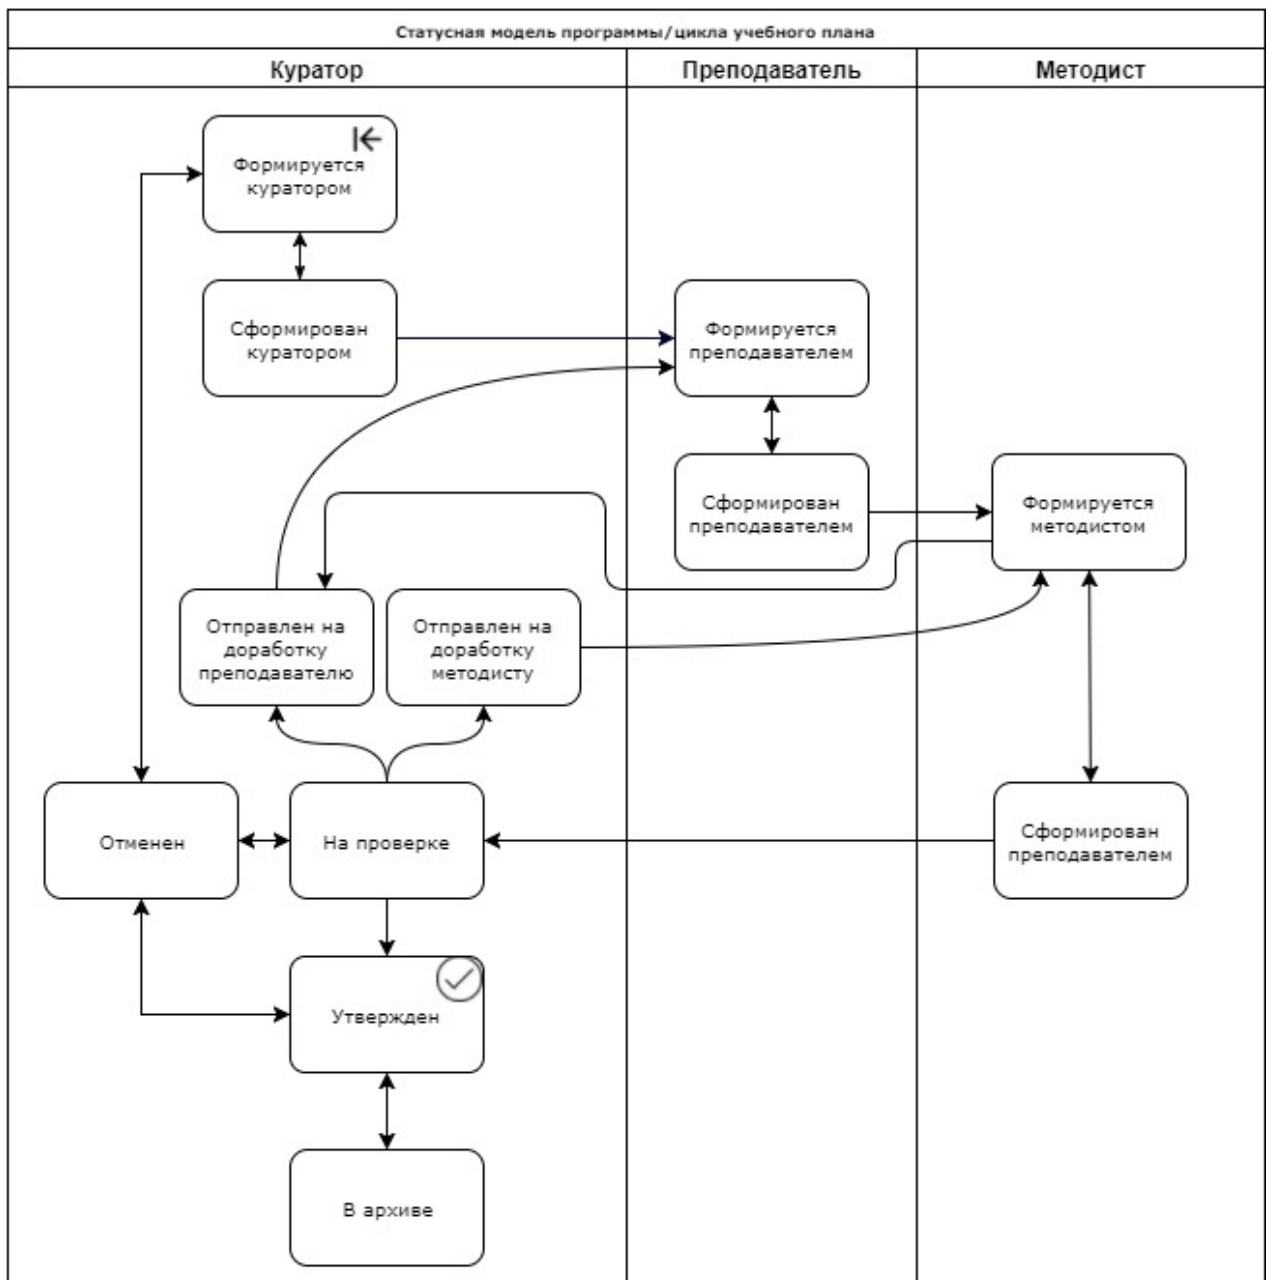 Статусная модель программы/цикла учебного плана
Куратор
Преподаватель
Методист
Формируется
куратором
Сформирован
куратором
Формируется
преподавателем
Сформирован
преподавателем
Формируется
методистом
Отправлен на
доработку
преподавателю
Отправлен на
доработку
методисту
Отменен
На проверке
Сформирован
преподавателем
Утвержден
В архиве